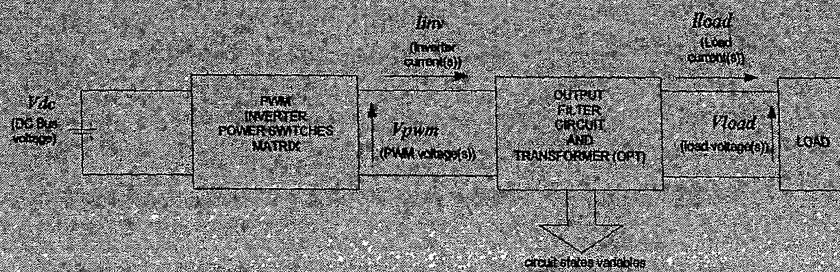 Iinv
(Inverter
current(s))
Iload
(Load
current(s))
Vdc
(DC Bus
voltage)
PWM
INVERTER
POWER SWITCHES
MATRIX
Vpwm
(PWM voltage(s))
OUTPUT
FILTER
CIRCUIT
AND
TRANSFORMER (OPT)
Vload
(load voltage(s))
LOAD
circuit states variables